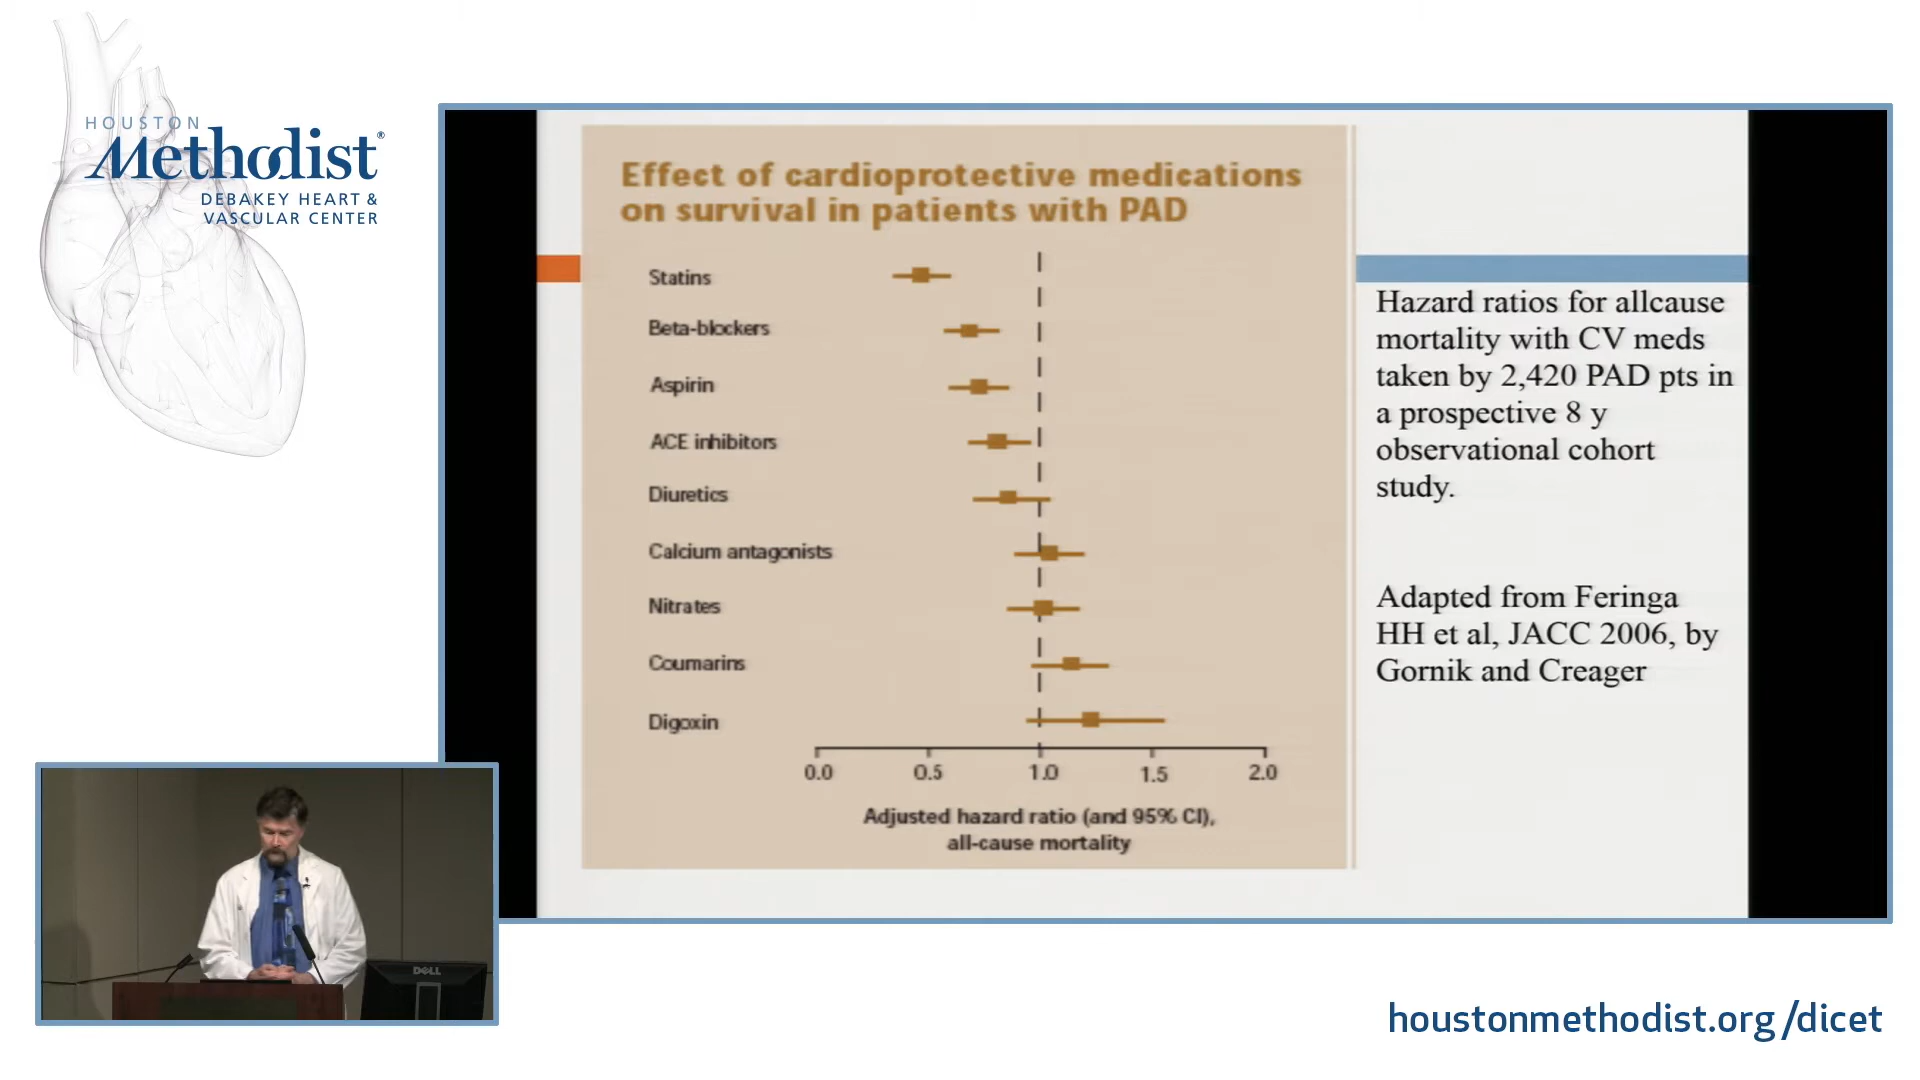 HOUSTON
Methodist®
DEBAKEY HEART &
VASCULAR CENTER
Effect of cardioprotective medications
on survival in patients with PAD
Statins
Beta-blockers
Aspirin
ACE inhibitors
Diuretics
Calcium antagonists
Nitrates
Coumarins
Digoxin
0.0 0.5 1.0 1.5 2.0
Adjusted hazard ratio (and 95% CI),
all-cause mortality
Hazard ratios for allcause
mortality with CV meds
taken by 2,420 PAD pts in
a prospective 8 y
observational cohort
study.
Adapted from Feringa
HH et al, JACC 2006, by
Gornik and Creager
DELL
houstonmethodist.org/dicet